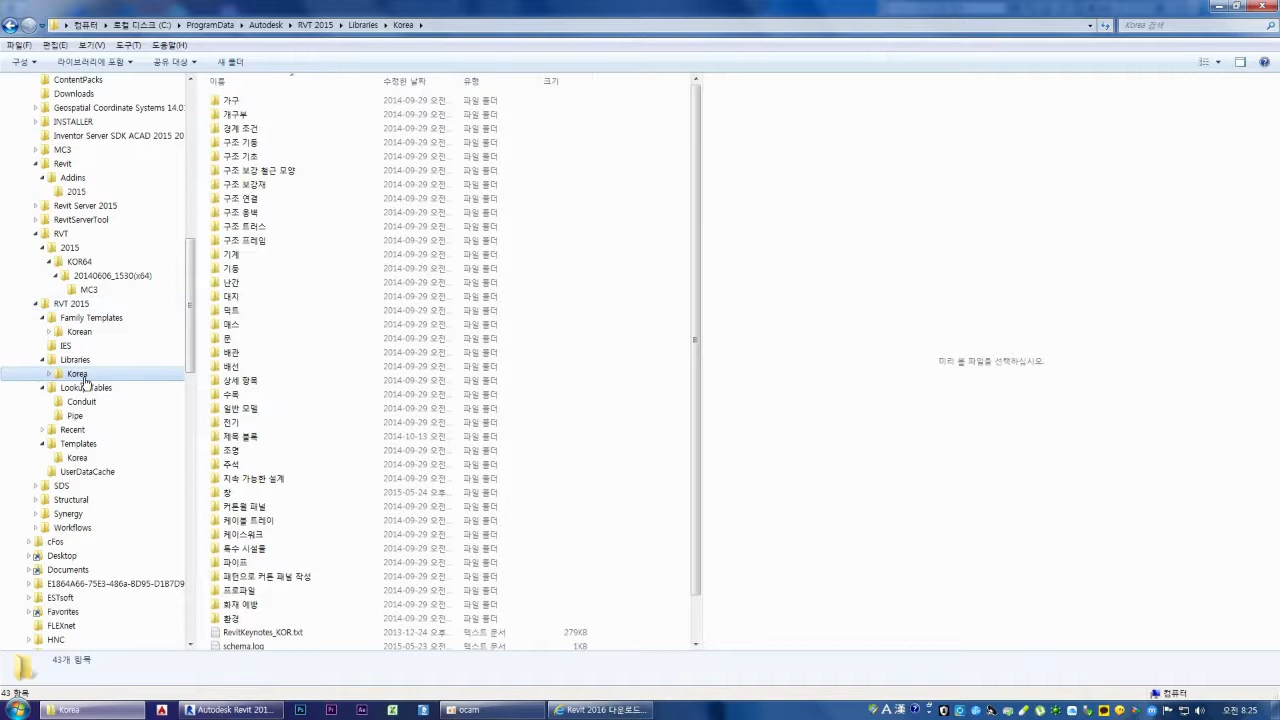 컴퓨터 ▸ 로컬 디스크 (C:) ▸ ProgramData ▸ Autodesk ▸ RVT 2015 ▸ Libraries ▸ Korea ▸
Korea 검색
파일(F) 편집(E) 보기(V) 도구(T) 도움말(H)
구성 라이브러리에 포함 공유 대상 새 폴더
이름 수정한 날짜 유형 크기
ContentPacks
Downloads
Geospatial Coordinate Systems 14.0
INSTALLER
Inventor Server SDK ACAD 2015 20
MC3
Revit
Addins
2015
Revit Server 2015
RevitServerTool
RVT
2015
KOR64
20140606_1530(x64)
MC3
RVT 2015
Family Templates
Korean
IES
Libraries
Korea
Lookup Tables
Conduit
Pipe
Recent
Templates
Korea
UserDataCache
SDS
Structural
Synergy
Workflows
cFos
Desktop
Documents
E1864A66-75E3-486a-BD95-D1B7D9
ESTsoft
Favorites
FLEXnet
HNC
가구 2014-09-29 오전... 파일 폴더
개구부 2014-09-29 오전... 파일 폴더
경계 조건 2014-09-29 오전... 파일 폴더
구조 기둥 2014-09-29 오전... 파일 폴더
구조 기초 2014-09-29 오전... 파일 폴더
구조 보강 철근 모양 2014-09-29 오전... 파일 폴더
구조 보강재 2014-09-29 오전... 파일 폴더
구조 연결 2014-09-29 오전... 파일 폴더
구조 옹벽 2014-09-29 오전... 파일 폴더
구조 트러스 2014-09-29 오전... 파일 폴더
구조 프레임 2014-09-29 오전... 파일 폴더
기계 2014-09-29 오전... 파일 폴더
기둥 2014-09-29 오전... 파일 폴더
난간 2014-09-29 오전... 파일 폴더
대지 2014-09-29 오전... 파일 폴더
덕트 2014-09-29 오전... 파일 폴더
매스 2014-09-29 오전... 파일 폴더
문 2014-09-29 오전... 파일 폴더
배관 2014-09-29 오전... 파일 폴더
배선 2014-09-29 오전... 파일 폴더
상세 항목 2014-09-29 오전... 파일 폴더
수목 2014-09-29 오전... 파일 폴더
일반 모델 2014-09-29 오전... 파일 폴더
전기 2014-09-29 오전... 파일 폴더
제목 블록 2014-10-13 오전... 파일 폴더
조명 2014-09-29 오전... 파일 폴더
주석 2014-09-29 오전... 파일 폴더
지속 가능한 설계 2014-09-29 오전... 파일 폴더
창 2015-05-24 오후... 파일 폴더
커튼월 패널 2014-09-29 오전... 파일 폴더
케이블 트레이 2014-09-29 오전... 파일 폴더
케이스워크 2014-09-29 오전... 파일 폴더
특수 시설물 2014-09-29 오전... 파일 폴더
파이프 2014-09-29 오전... 파일 폴더
패턴으로 커튼 패널 작성 2014-09-29 오전... 파일 폴더
프로파일 2014-09-29 오전... 파일 폴더
화재 예방 2014-09-29 오전... 파일 폴더
환경 2014-09-29 오전... 파일 폴더
RevitKeynotes_KOR.txt 2013-12-24 오후... 텍스트 문서 279KB
schema.log 2015-05-23 오전... 텍스트 문서 1KB
미리 볼 파일을 선택하십시오.
43개 항목
43 항목 컴퓨터
Korea Autodesk Revit 201... Ps Pr Ae ocam Revit 2016 다운로드... A 漢 오전 8:25